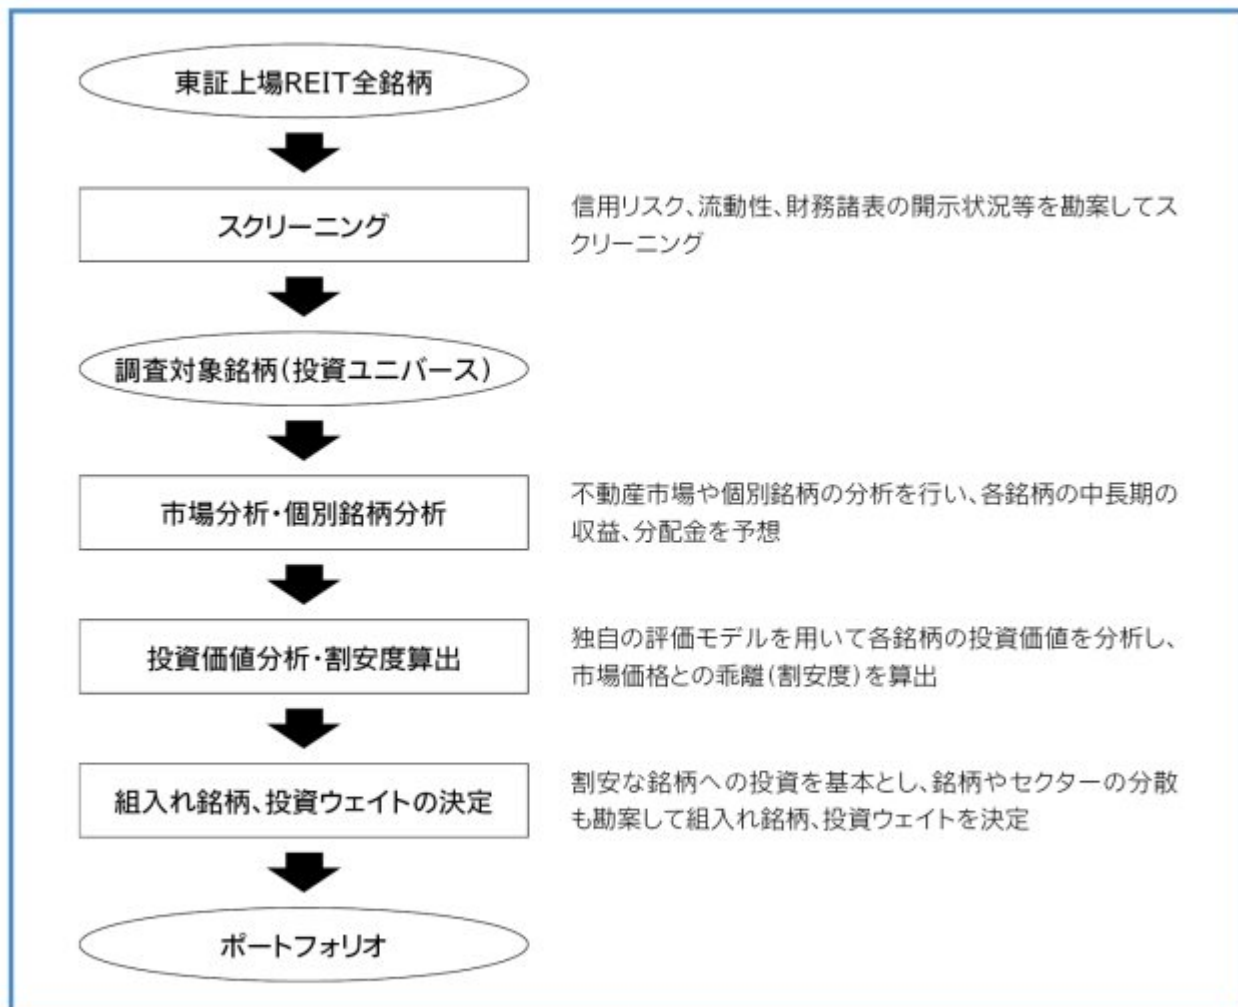 東証上場REIT全銘柄
スクリーニング
信用リスク、流動性、財務諸表の開示状況等を勘案してス
クリーニング
調査対象銘柄(投資ユニバース)
市場分析・個別銘柄分析
不動産市場や個別銘柄の分析を行い、各銘柄の中長期の
収益、分配金を予想
投資価値分析・割安度算出
独自の評価モデルを用いて各銘柄の投資価値を分析し、
市場価格との乖離(割安度)を算出
組入れ銘柄、投資ウェイトの決定
割安な銘柄への投資を基本とし、銘柄やセクターの分散
も勘案して組入れ銘柄、投資ウェイトを決定
ポートフォリオ